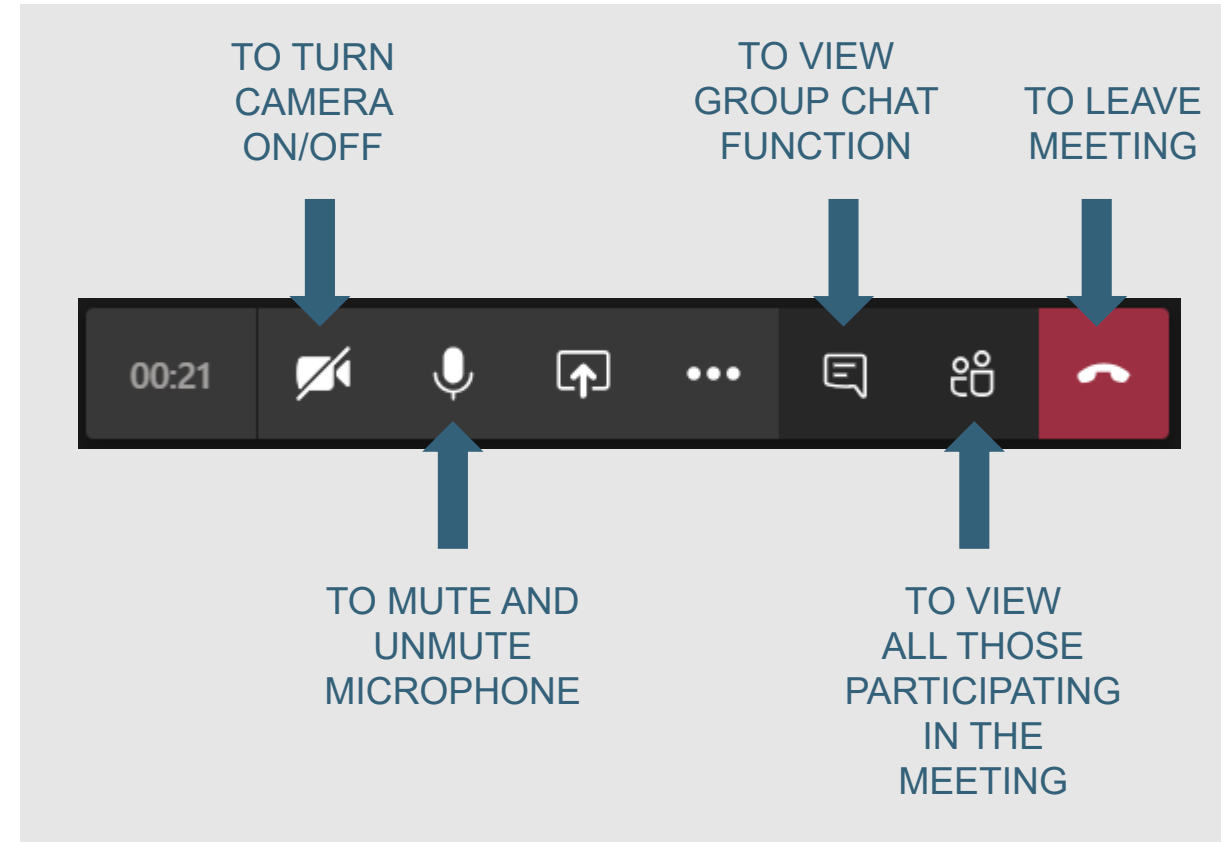 TO TURN
CAMERA
ON/OFF
TO VIEW
GROUP CHAT
FUNCTION
TO LEAVE
MEETING
00:21
TO MUTE AND
UNMUTE
MICROPHONE
TO VIEW
ALL THOSE
PARTICIPATING
IN THE
MEETING